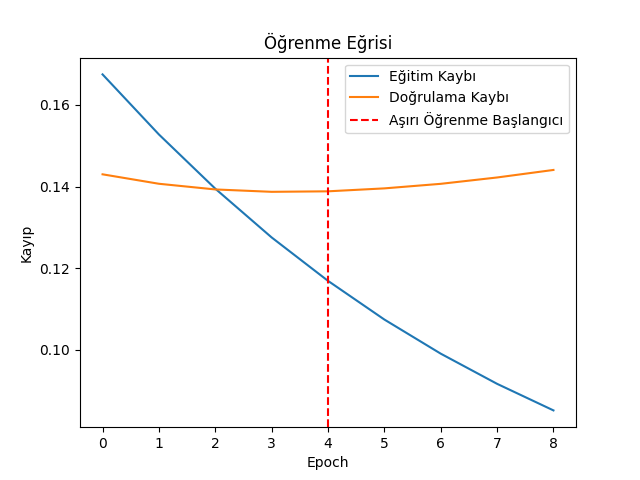 Öğrenme Eğrisi
Eğitim Kaybı
Doğrulama Kaybı
Aşırı Öğrenme Başlangıcı
Kayıp
0.16
0.14
0.12
0.10
0 1 2 3 4 5 6 7 8
Epoch